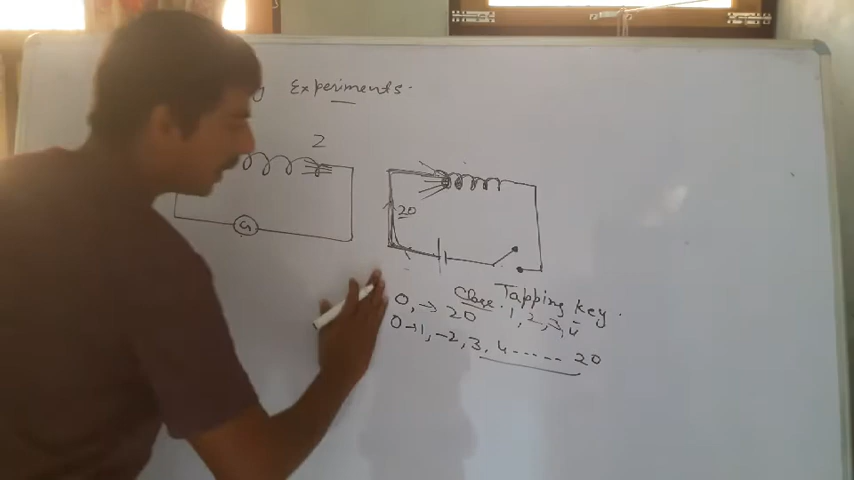 Experiments.
2
G
20
Close. Tapping key.
0, → 20 1, 2, 3, 4
0→1, -2, 3, 4 ------ 20